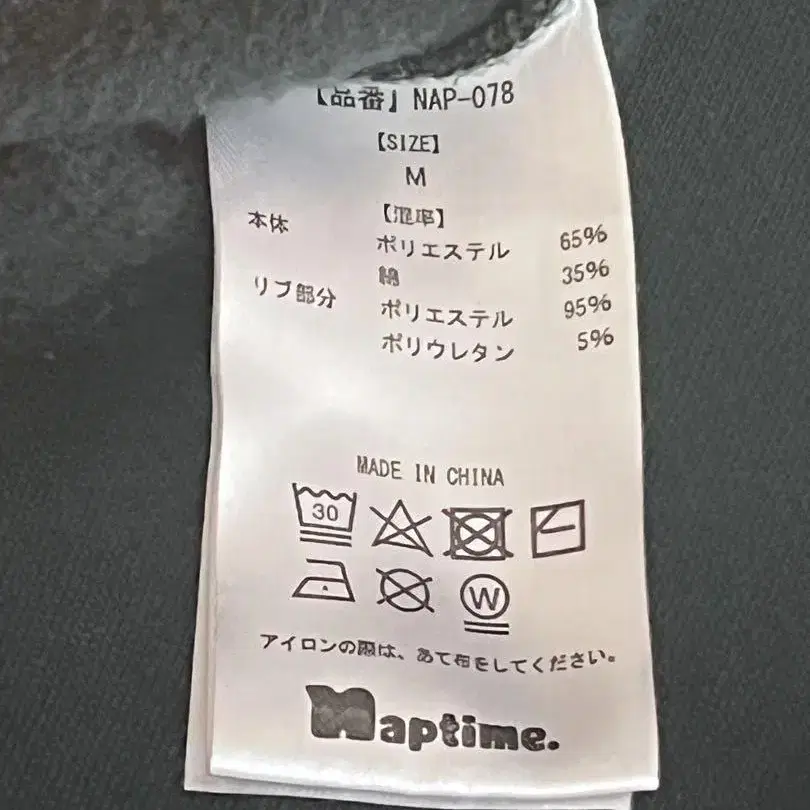 【品番】NAP-078
【SIZE】
M
【混率】
本体 ポリエステル 65%
綿 35%
リブ部分 ポリエステル 95%
ポリウレタン 5%
MADE IN CHINA
30
W
アイロンの際は、あて布をしてください。
Naptime.